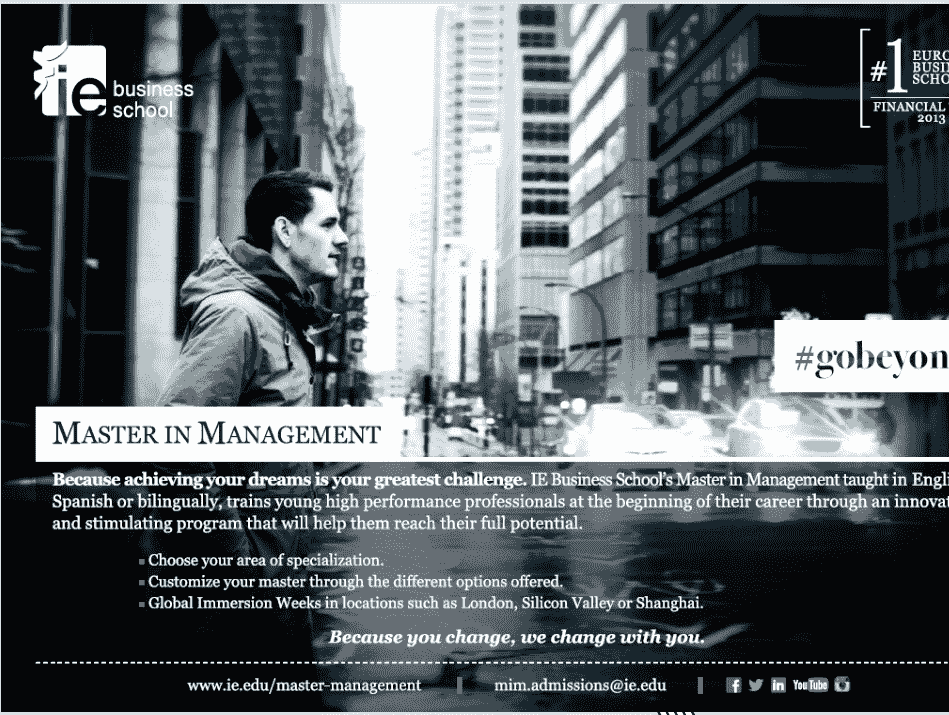 ie business
school
#1 EURO
BUSIN
SCHO
FINANCIAL
2013
#gobeyon
MASTER IN MANAGEMENT
Because achieving your dreams is your greatest challenge. IE Business School's Master in Management taught in Engli
Spanish or bilingually, trains young high performance professionals at the beginning of their career through an innovat
and stimulating program that will help them reach their full potential.
Choose your area of specialization.
Customize your master through the different options offered.
Global Immersion Weeks in locations such as London, Silicon Valley or Shanghai.
Because you change, we change with you.
www.ie.edu/master-management | mim.admissions@ie.edu | f in YouTube